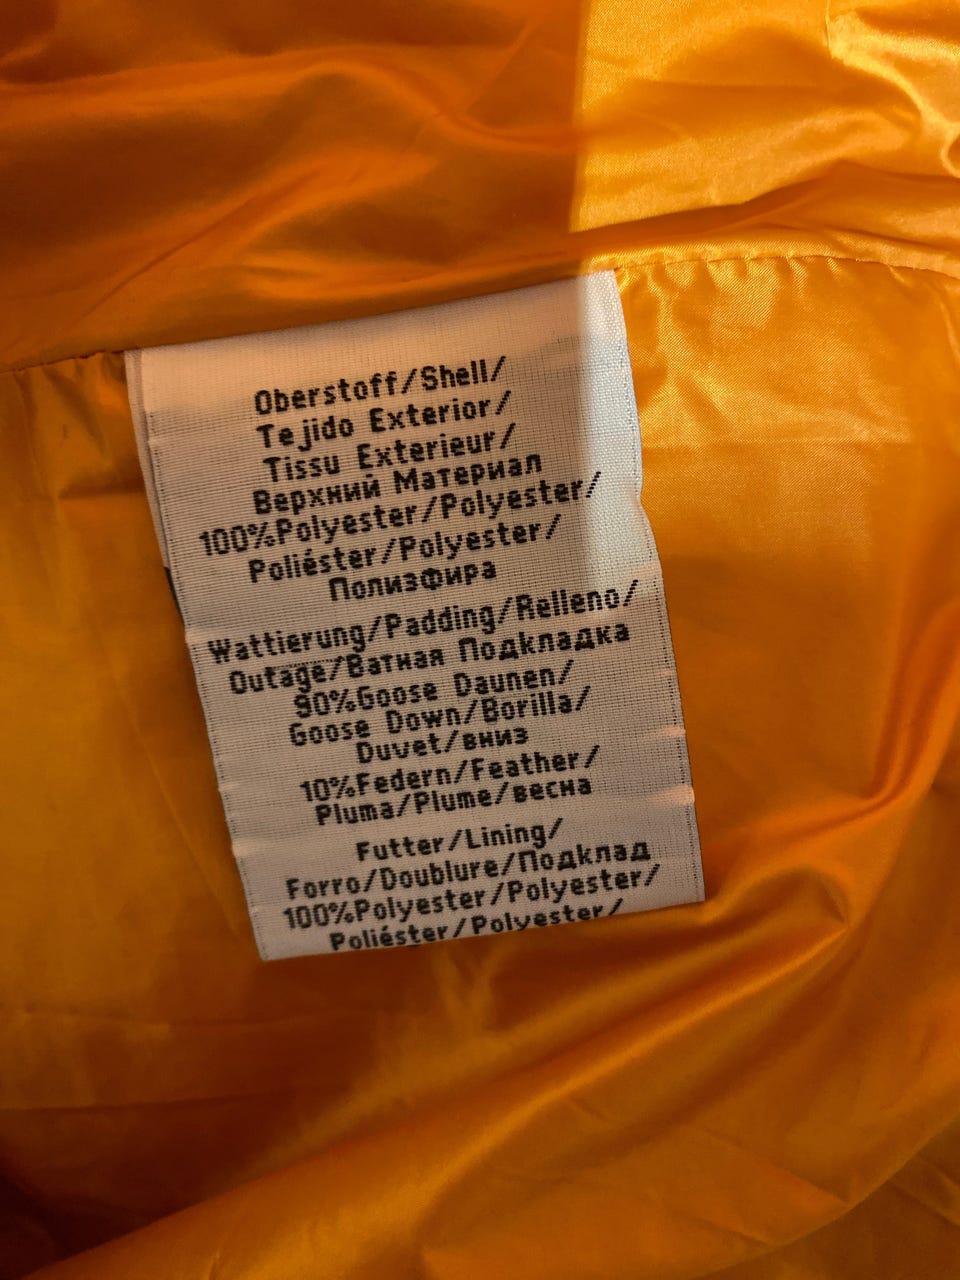 Oberstoff/Shell/
Tejido Exterior/
Tissu Exterieur/
Верхний Материал
100%Polyester/Polyester/
Poliéster/Polyester/
Полизфира
Wattierung/Padding/Relleno/
Outage/Ватная Подкладка
90%Goose Daunen/
Goose Down/Borilla/
Duvet/вниз
10%Federn/Feather/
Pluma/Plume/весна
Futter/Lining/
Forro/Doublure/Подклад
100%Polyester/Polyester/
Poliéster/Polyester/